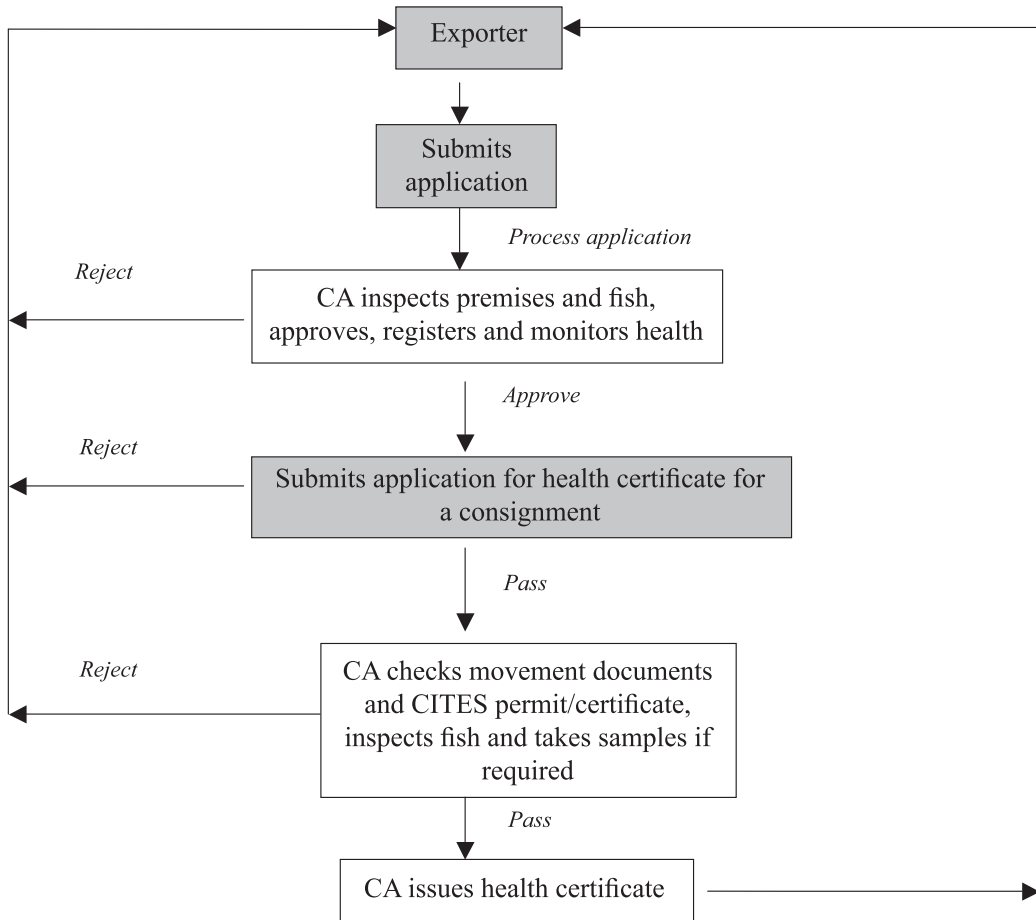 Exporter
Submits
application
Process application
Reject
CA inspects premises and fish,
approves, registers and monitors health
Approve
Reject
Submits application for health certificate for
a consignment
Pass
Reject
CA checks movement documents
and CITES permit/certificate,
inspects fish and takes samples if
required
Pass
CA issues health certificate